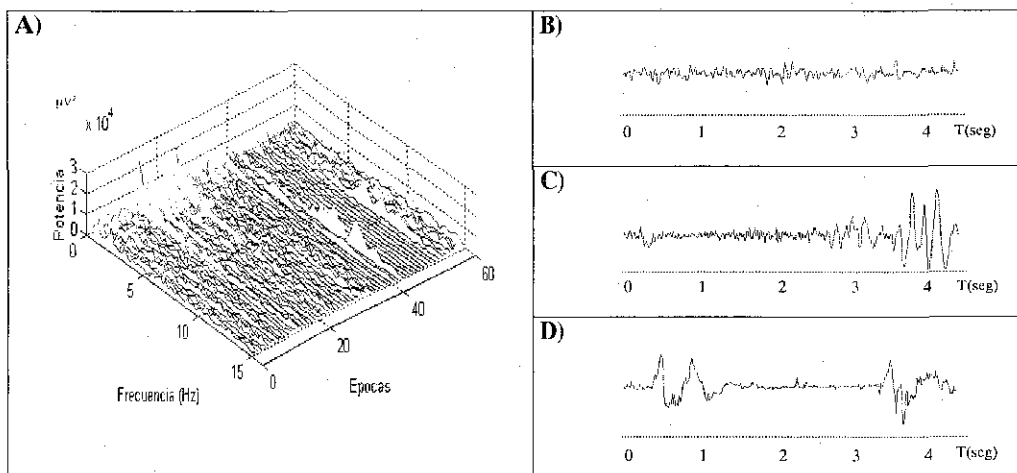 A)
μv²
x 10⁴
3
2
1
0
Potencia
0
5
10
15
Frecuencia (Hz)
0
20
40
60
Epocas
B)
0 1 2 3 4 T(seg)
C)
0 1 2 3 4 T(seg)
D)
0 1 2 3 4 T(seg)